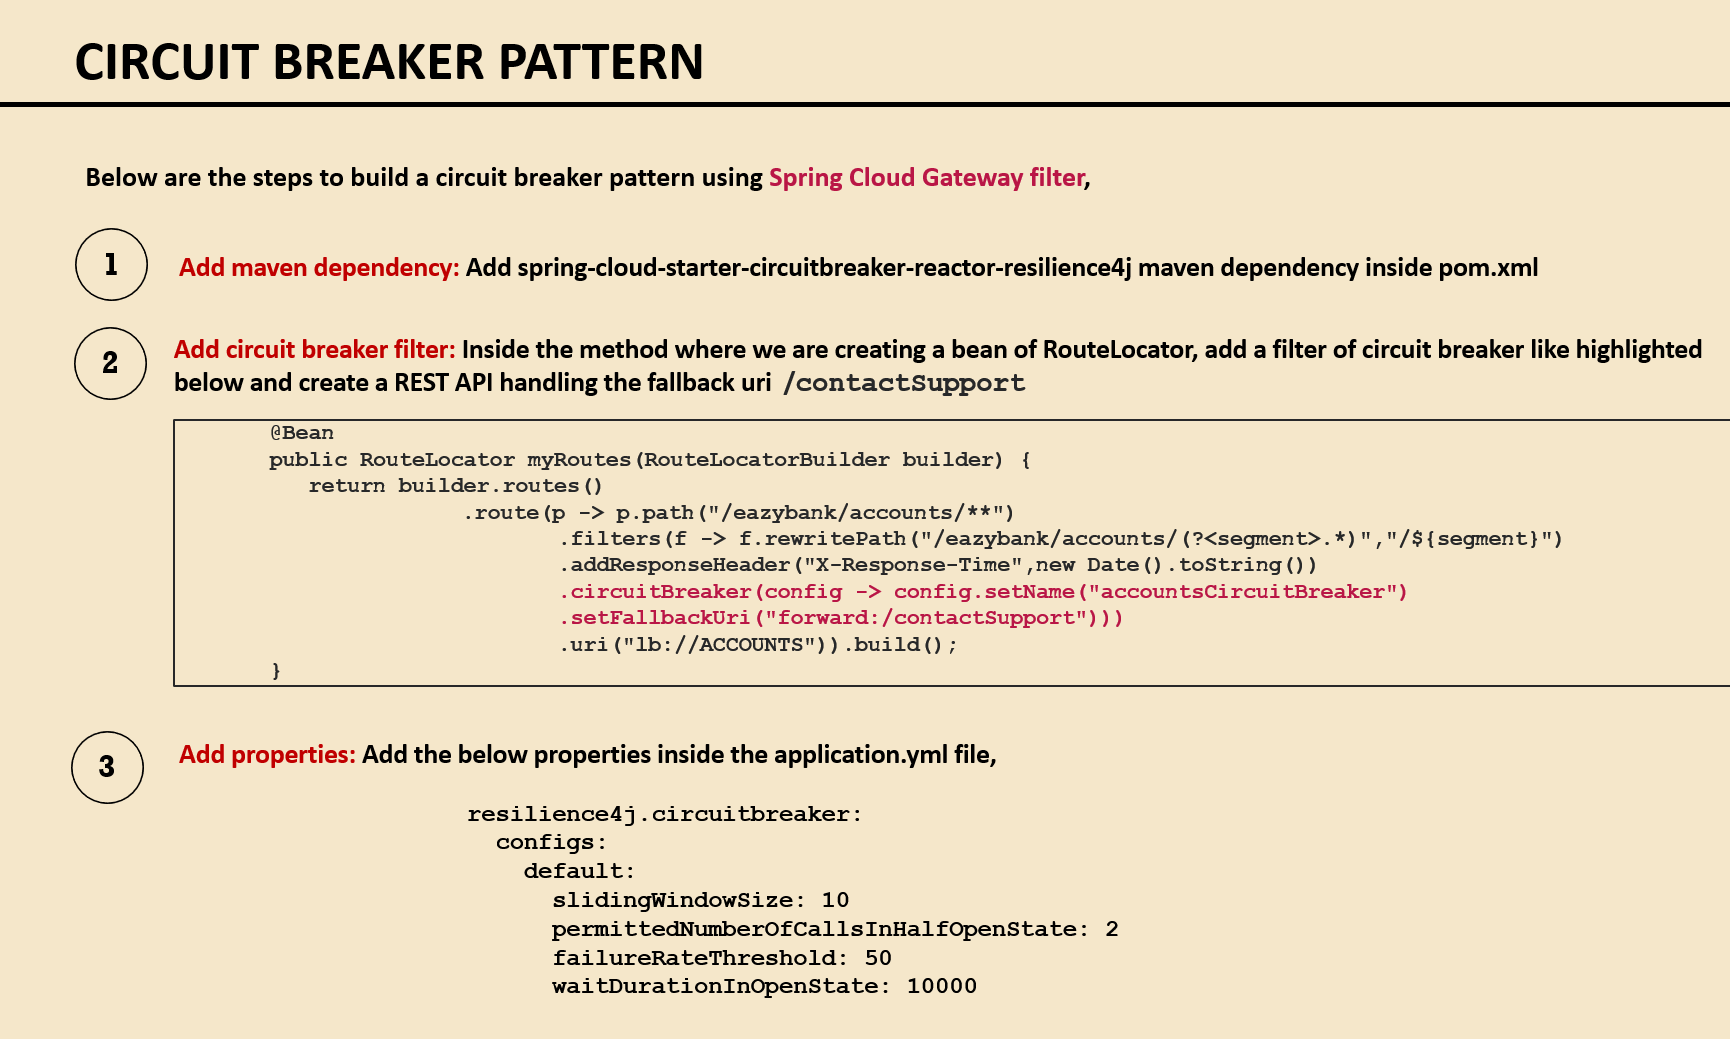 CIRCUIT BREAKER PATTERN
Below are the steps to build a circuit breaker pattern using Spring Cloud Gateway filter,
1
Add maven dependency: Add spring-cloud-starter-circuitbreaker-reactor-resilience4j maven dependency inside pom.xml
2
Add circuit breaker filter: Inside the method where we are creating a bean of RouteLocator, add a filter of circuit breaker like highlighted
below and create a REST API handling the fallback uri /contactSupport
@Bean
public RouteLocator myRoutes(RouteLocatorBuilder builder) {
return builder.routes()
.route(p -> p.path("/eazybank/accounts/**")
.filters(f -> f.rewritePath("/eazybank/accounts/(?<segment>.*)","/${segment}")
.addResponseHeader("X-Response-Time",new Date().toString())
.circuitBreaker(config -> config.setName("accountsCircuitBreaker")
.setFallbackUri("forward:/contactSupport")))
.uri("lb://ACCOUNTS")).build();
}
3
Add properties: Add the below properties inside the application.yml file,
resilience4j.circuitbreaker:
configs:
default:
slidingWindowSize: 10
permittedNumberOfCallsInHalfOpenState: 2
failureRateThreshold: 50
waitDurationInOpenState: 10000